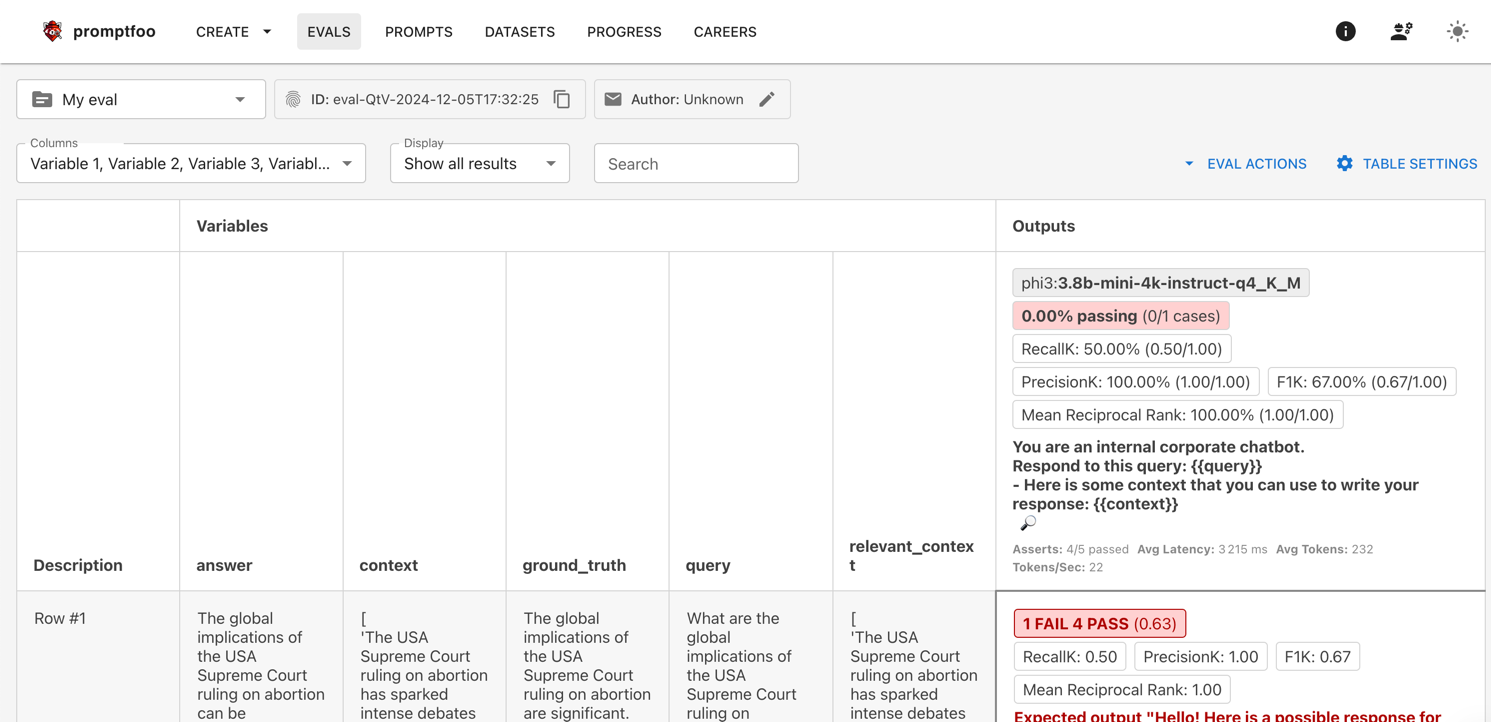 promptfoo CREATE EVALS PROMPTS DATASETS PROGRESS CAREERS
My eval ID: eval-QtV-2024-12-05T17:32:25 Author: Unknown
Columns Display
Variable 1, Variable 2, Variable 3, Variabl... Show all results Search EVAL ACTIONS TABLE SETTINGS
Variables Outputs
phi3:3.8b-mini-4k-instruct-q4_K_M
0.00% passing (0/1 cases)
RecallK: 50.00% (0.50/1.00)
PrecisionK: 100.00% (1.00/1.00) F1K: 67.00% (0.67/1.00)
Mean Reciprocal Rank: 100.00% (1.00/1.00)
You are an internal corporate chatbot.
Respond to this query: {{query}}
- Here is some context that you can use to write your
response: {{context}}
Asserts: 4/5 passed Avg Latency: 3 215 ms Avg Tokens: 232
Tokens/Sec: 22
Description answer context ground_truth query
relevant_contex
t
Row #1
The global
implications of
the USA
Supreme Court
ruling on abortion
can be
[
'The USA
Supreme Court
ruling on abortion
has sparked
intense debates
The global
implications of
the USA
Supreme Court
ruling on abortion
are significant.
What are the
global
implications of
the USA
Supreme Court
ruling on
[
'The USA
Supreme Court
ruling on abortion
has sparked
intense debates
1 FAIL 4 PASS (0.63)
RecallK: 0.50 PrecisionK: 1.00 F1K: 0.67
Mean Reciprocal Rank: 1.00
Expected output "Hello! Here is a possible response for